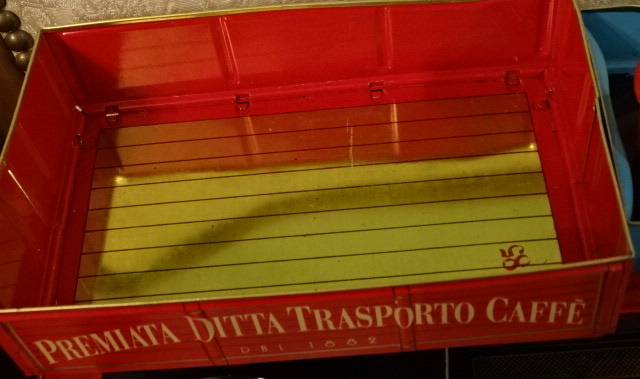 PREMIATA DITTA TRASPORTO CAFFÈ
DAL 1882